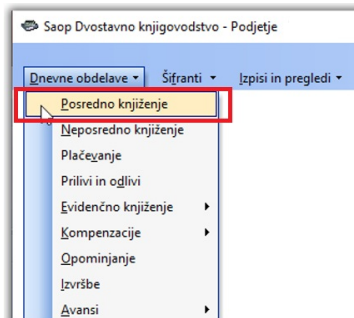 Saop Dvostavno knjigovodstvo - Podjetje
Dnevne obdelave Šifranti Izpisi in pregledi
Posredno knjiženje
Neposredno knjiženje
Plačevanje
Prilivi in odlivi
Evidenčno knjiženje
Kompenzacije
Opominjanje
Izvršbe
Avansi